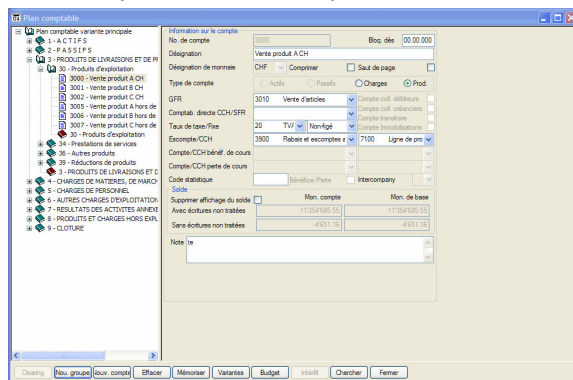 Plan comptable
Plan comptable variante principale
1 - A C T I F S
2 - P A S S I F S
3 - PRODUITS DE LIVRAISONS ET DE PI
30 - Produits d'exploitation
3000 - Vente produit A CH
3001 - Vente produit B CH
3002 - Vente produit C CH
3005 - Vente produit A hors de
3006 - Vente produit B hors de
3007 - Vente produit C hors de
30 - Produits d'exploitation
34 - Prestations de services
36 - Autres produits
39 - Réductions de produits
3 - PRODUITS DE LIVRAISONS ET D
4 - CHARGES DE MATIERES, DE MARCH
5 - CHARGES DE PERSONNEL
6 - AUTRES CHARGES D'EXPLOITATION
7 - RESULTATS DES ACTIVITES ANNEXE
8 - PRODUITS ET CHARGES HORS EXPL
9 - CLOTURE
Information sur le compte
No. de compte 3000 Bloq. dès 00.00.000
Désignation Vente produit A CH
Désignation de monnaie CHF Comprimer Saut de page
Type de compte Actifs Passifs Charges Prod.
GFR 3010 Vente d'articles Compte coll. débiteurs
Comptab. directe CCH/SFR Compte coll. créanciers
Compte transitoire
Taux de taxe/Fixe 20 TV/ Non-figé Compte Immobilisations
Escompte/CCH 3900 Rabais et escomptes a 7100 Ligne de pro
Compte/CCH bénéf. de cours
Compte/CCH perte de cours
Code statistique Bénéfice/Perte Intercompany
Solde
Supprimer affichage du solde Mon. compte Mon. de base
Avec écritures non traitées -11'354'685.55 -11'354'685.55
Sans écritures non traitées -4'651.16 -4'651.16
Note te
Clearing Nou. groupe ouv. compte Effacer Mémoriser Variantes Budget Intérêt Chercher Fermer